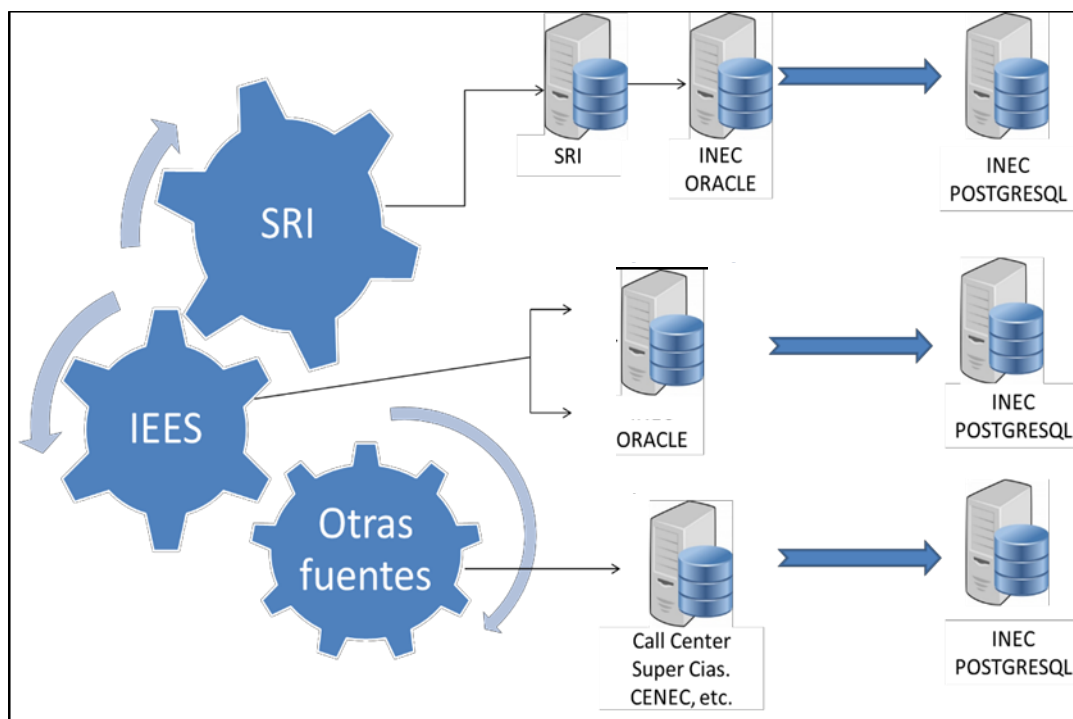 SRI
SRI
INEC
ORACLE
INEC
POSTGRESQL
IEES
ORACLE
INEC
POSTGRESQL
Otras
fuentes
Call Center
Super Cias.
CENEC, etc.
INEC
POSTGRESQL